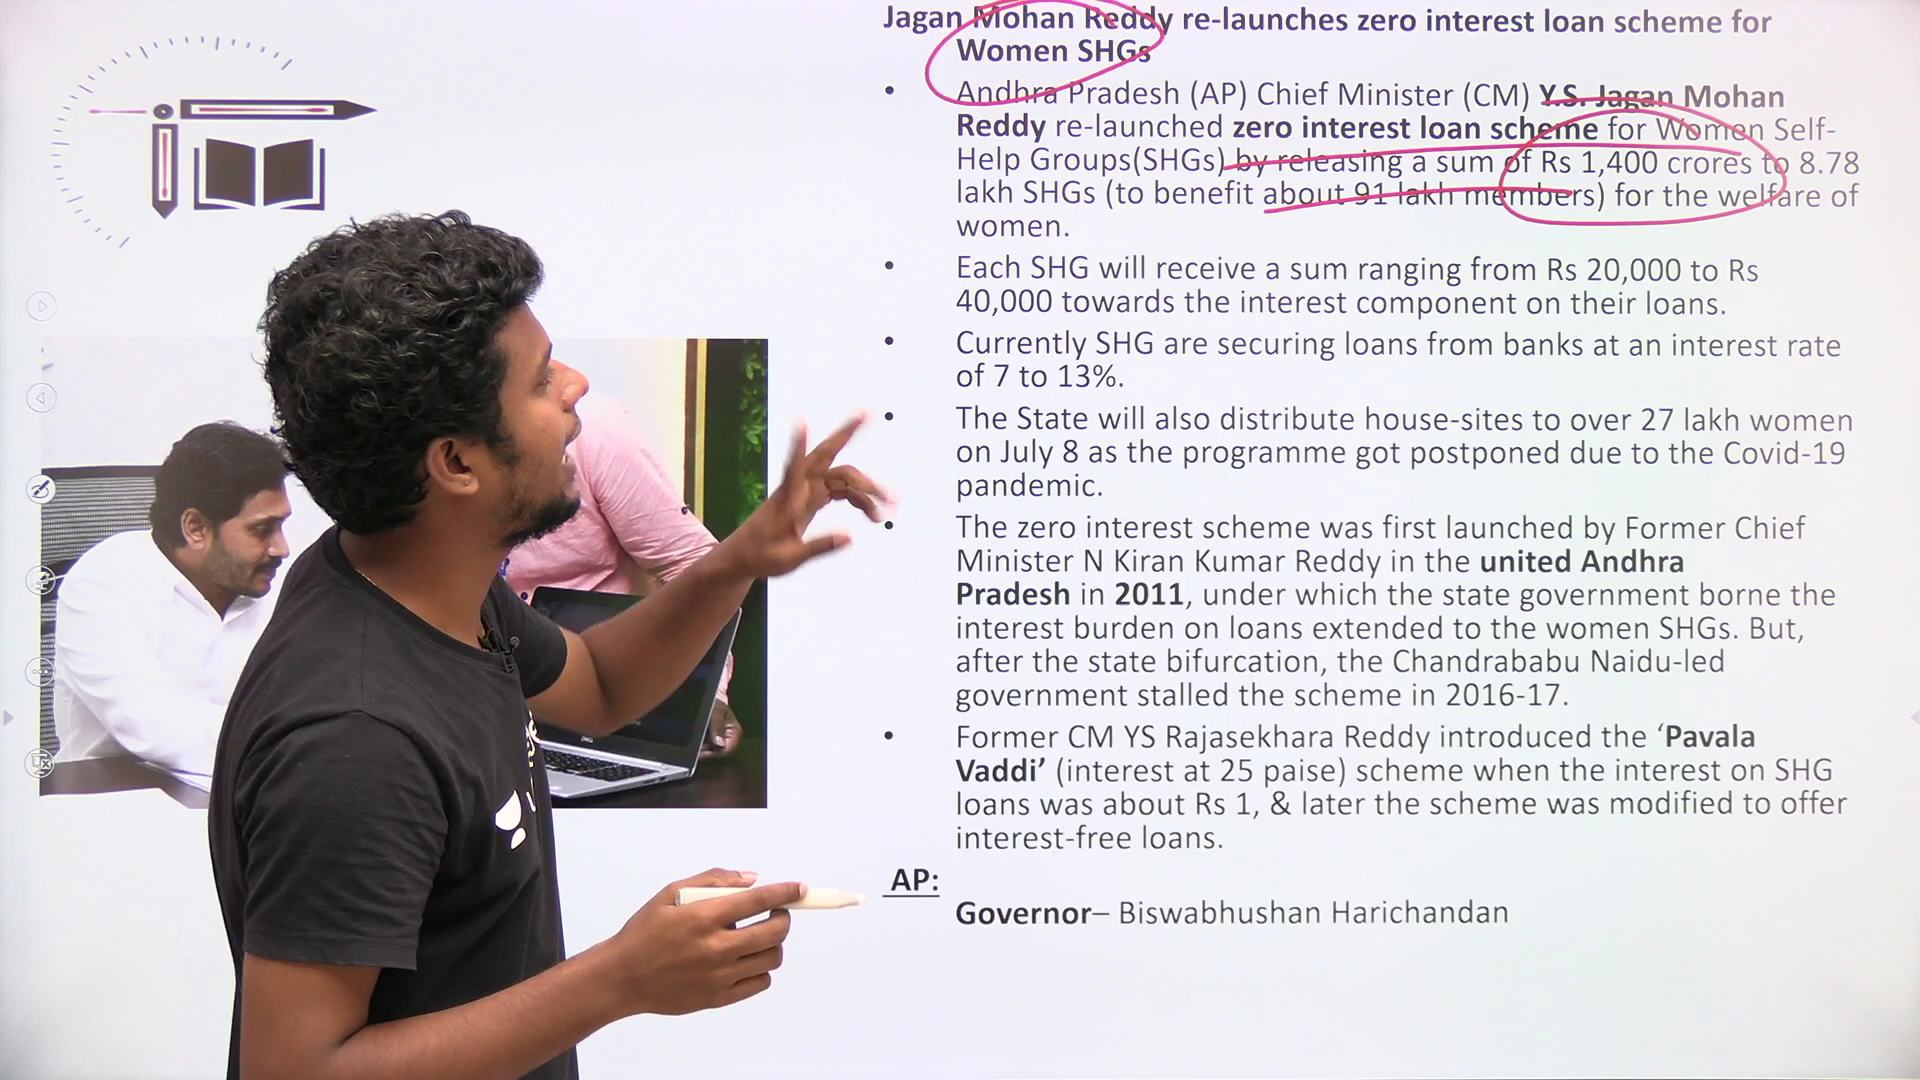 Jagan Mohan Reddy re-launches zero interest loan scheme for
Women SHGs
• Andhra Pradesh (AP) Chief Minister (CM) Y.S. Jagan Mohan
Reddy re-launched zero interest loan scheme for Women Self-
Help Groups(SHGs) by releasing a sum of Rs 1,400 crores to 8.78
lakh SHGs (to benefit about 91 lakh members) for the welfare of
women.
• Each SHG will receive a sum ranging from Rs 20,000 to Rs
40,000 towards the interest component on their loans.
• Currently SHG are securing loans from banks at an interest rate
of 7 to 13%.
• The State will also distribute house-sites to over 27 lakh women
on July 8 as the programme got postponed due to the Covid-19
pandemic.
• The zero interest scheme was first launched by Former Chief
Minister N Kiran Kumar Reddy in the united Andhra
Pradesh in 2011, under which the state government borne the
interest burden on loans extended to the women SHGs. But,
after the state bifurcation, the Chandrababu Naidu-led
government stalled the scheme in 2016-17.
• Former CM YS Rajasekhara Reddy introduced the ‘Pavala
Vaddi’ (interest at 25 paise) scheme when the interest on SHG
loans was about Rs 1, & later the scheme was modified to offer
interest-free loans.
AP:
Governor– Biswabhushan Harichandan